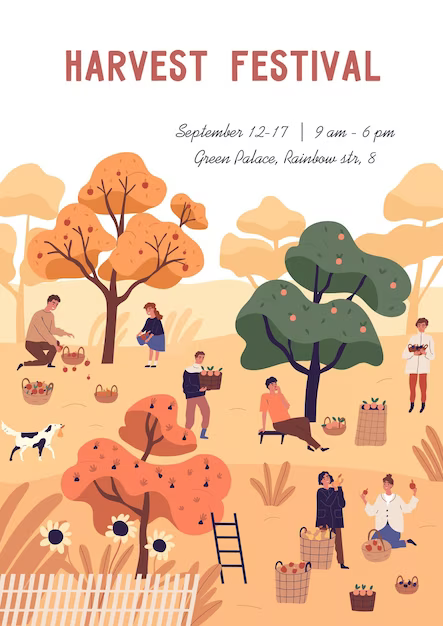 HARVEST FESTIVAL
September 12-17 | 9 am - 6 pm
Green Palace, Rainbow str, 8